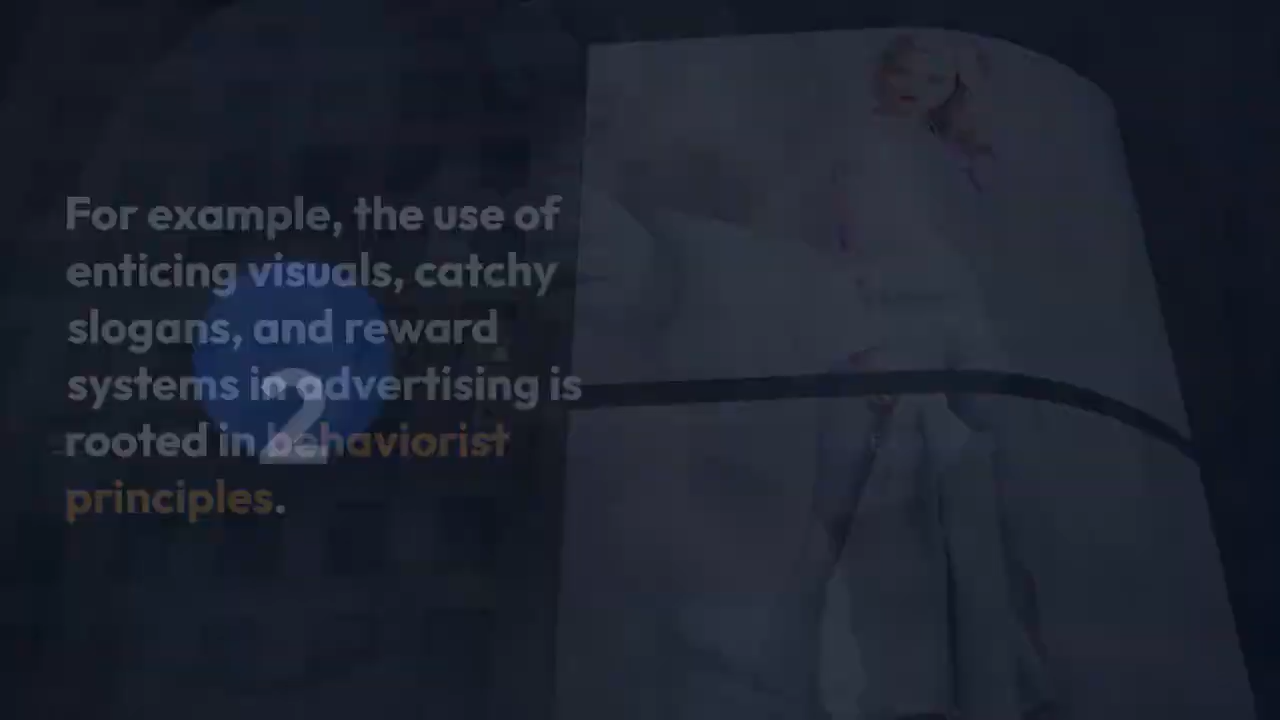 For example, the use of
enticing visuals, catchy
slogans, and reward
systems in advertising is
rooted in behaviorist
principles.
2